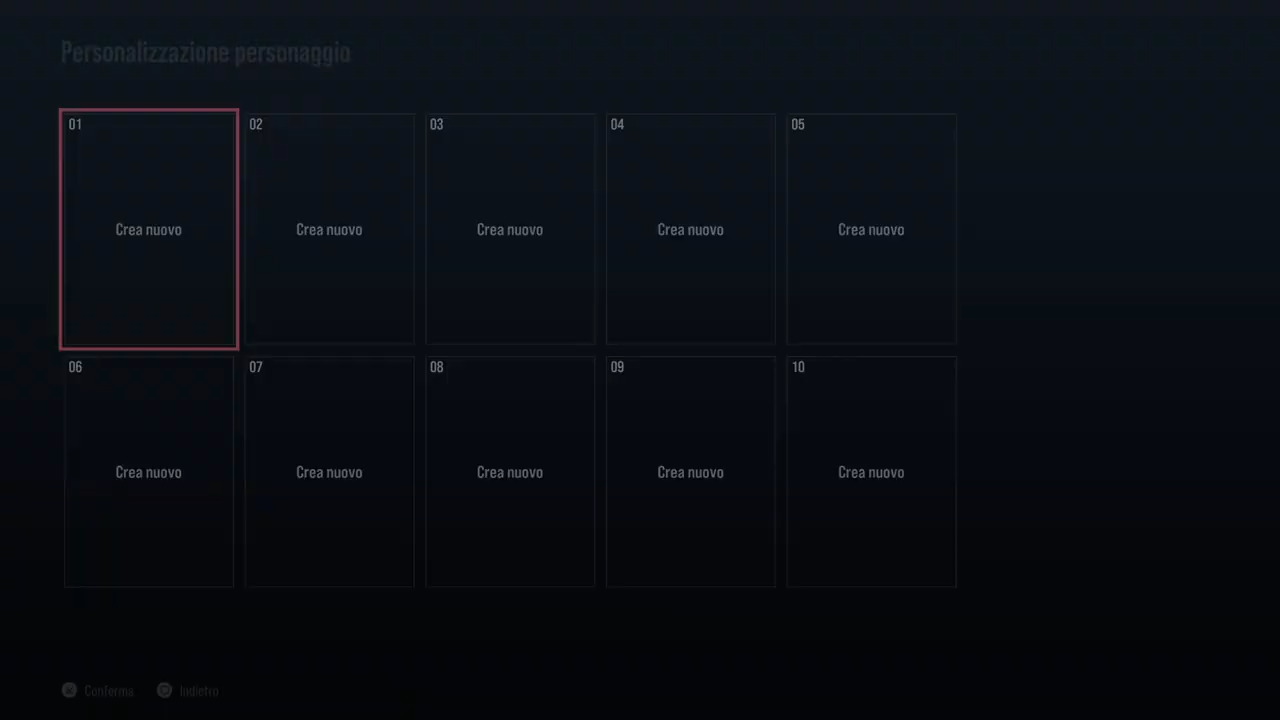 Personalizzazione personaggio
01 02 03 04 05
Crea nuovo Crea nuovo Crea nuovo Crea nuovo Crea nuovo
06 07 08 09 10
Crea nuovo Crea nuovo Crea nuovo Crea nuovo Crea nuovo
Conferma Indietro